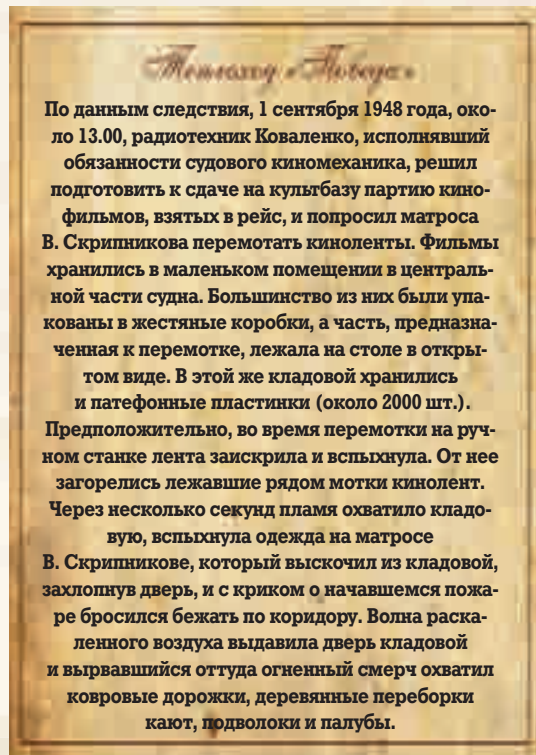 Теплоход «Победа»
По данным следствия, 1 сентября 1948 года, око-
ло 13.00, радиотехник Коваленко, исполнявший
обязанности судового киномеханика, решил
подготовить к сдаче на культбазу партию кино-
фильмов, взятых в рейс, и попросил матроса
В. Скрипникова перемотать киноленты. Фильмы
хранились в маленьком помещении в централь-
ной части судна. Большинство из них были упа-
кованы в жестяные коробки, а часть, предназна-
ченная к перемотке, лежала на столе в откры-
том виде. В этой же кладовой хранились
и патефонные пластинки (около 2000 шт.).
Предположительно, во время перемотки на руч-
ном станке лента заискрила и вспыхнула. От нее
загорелись лежавшие рядом мотки кинолент.
Через несколько секунд пламя охватило кладо-
вую, вспыхнула одежда на матросе
В. Скрипникове, который выскочил из кладовой,
захлопнув дверь, и с криком о начавшемся пожа-
ре бросился бежать по коридору. Волна раска-
ленного воздуха выдавила дверь кладовой
и вырвавшийся оттуда огненный смерч охватил
ковровые дорожки, деревянные переборки
кают, подволоки и палубы.